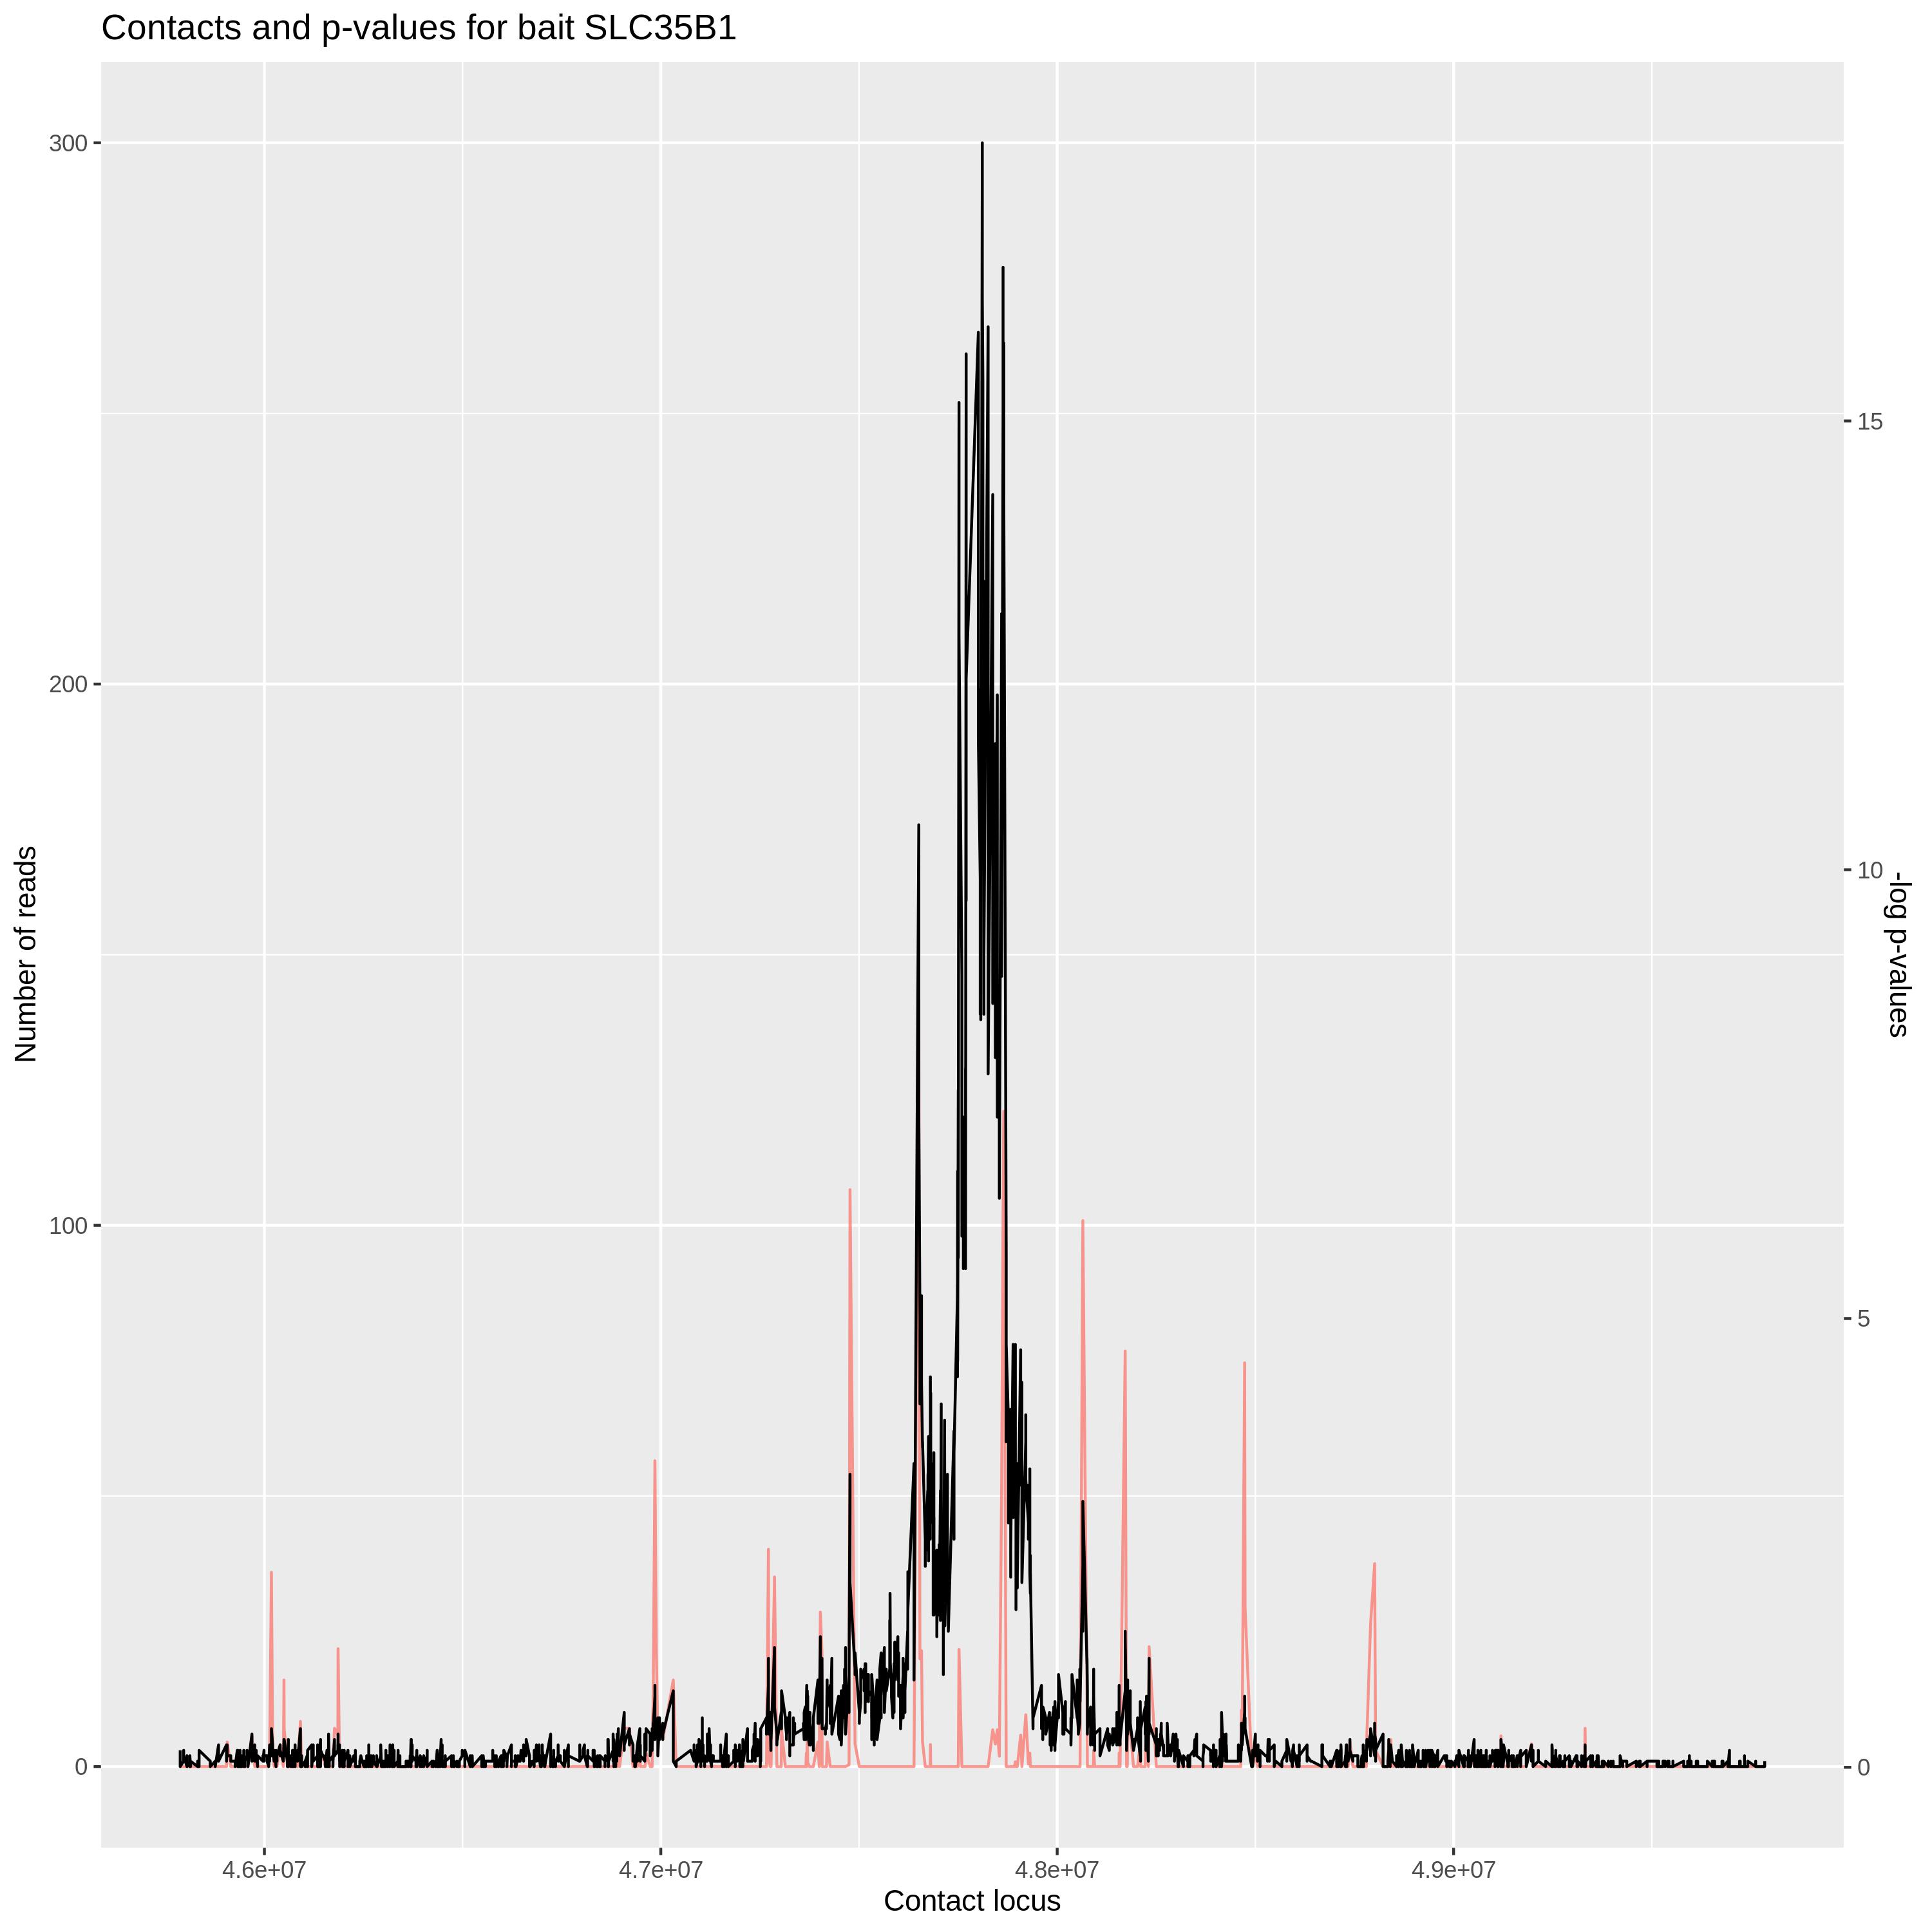 Contacts and p-values for bait SLC35B1
300
200
100
0
Number of reads
15
10
5
0
-log p-values
4.6e+07 4.7e+07 4.8e+07 4.9e+07
Contact locus